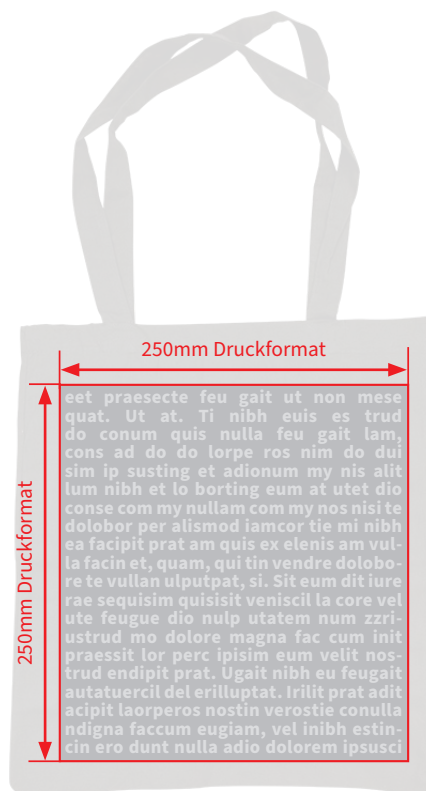 250mm Druckformat
250mm Druckformat
eet praesecte feu gait ut non mese
quat. Ut at. Ti nibh euis es trud
do conum quis nulla feu gait lam,
cons ad do do lorpe ros nim do dui
sim ip susting et adionum my nis alit
lum nibh et lo borting eum at utet dio
conse com my nullam com my nos nisi te
dolobor per alismod iamcor tie mi nibh
ea facipit prat am quis ex elenis am vul-
la facin et, quam, qui tin vendre dolobo-
re te vullan ulputpat, si. Sit eum dit iure
rae sequisim quisisit veniscil la core vel
ute feugue dio nulp utatem num zzri-
ustrud mo dolore magna fac cum init
praessit lor perc ipisim eum velit nos-
trud endipit prat. Ugait nibh eu feugait
autatuercil del erilluptat. Irilit prat adit
acipit laorperos nostin verostie conulla
ndigna faccum eugiam, vel inibh estin-
cin ero dunt nulla adio dolorem ipsusci